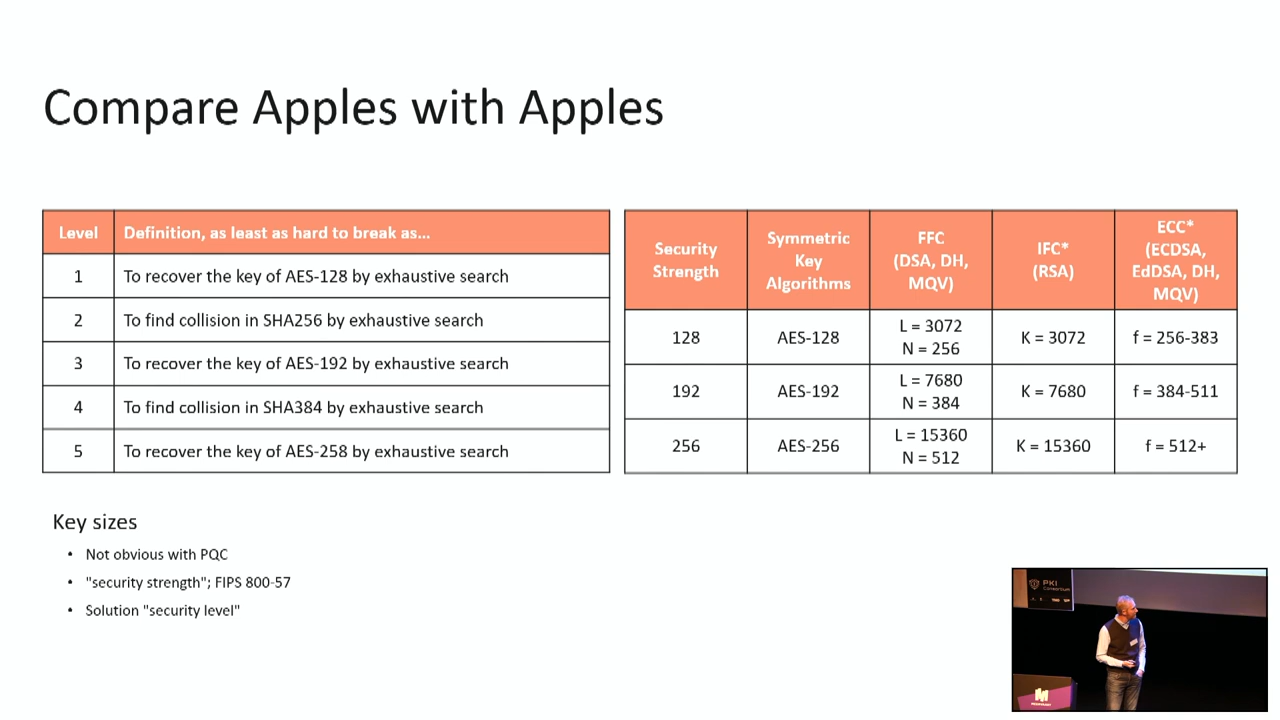 Compare Apples with Apples
Level Definition, as least as hard to break as...
1 To recover the key of AES-128 by exhaustive search
2 To find collision in SHA256 by exhaustive search
3 To recover the key of AES-192 by exhaustive search
4 To find collision in SHA384 by exhaustive search
5 To recover the key of AES-258 by exhaustive search
Security
Strength
Symmetric
Key
Algorithms
FFC
(DSA, DH,
MQV)
IFC*
(RSA)
ECC*
(ECDSA,
EdDSA, DH,
MQV)
128 AES-128 L = 3072
N = 256 K = 3072 f = 256-383
192 AES-192 L = 7680
N = 384 K = 7680 f = 384-511
256 AES-256 L = 15360
N = 512 K = 15360 f = 512+
Key sizes
• Not obvious with PQC
• "security strength"; FIPS 800-57
• Solution "security level"
PKI
Consortium